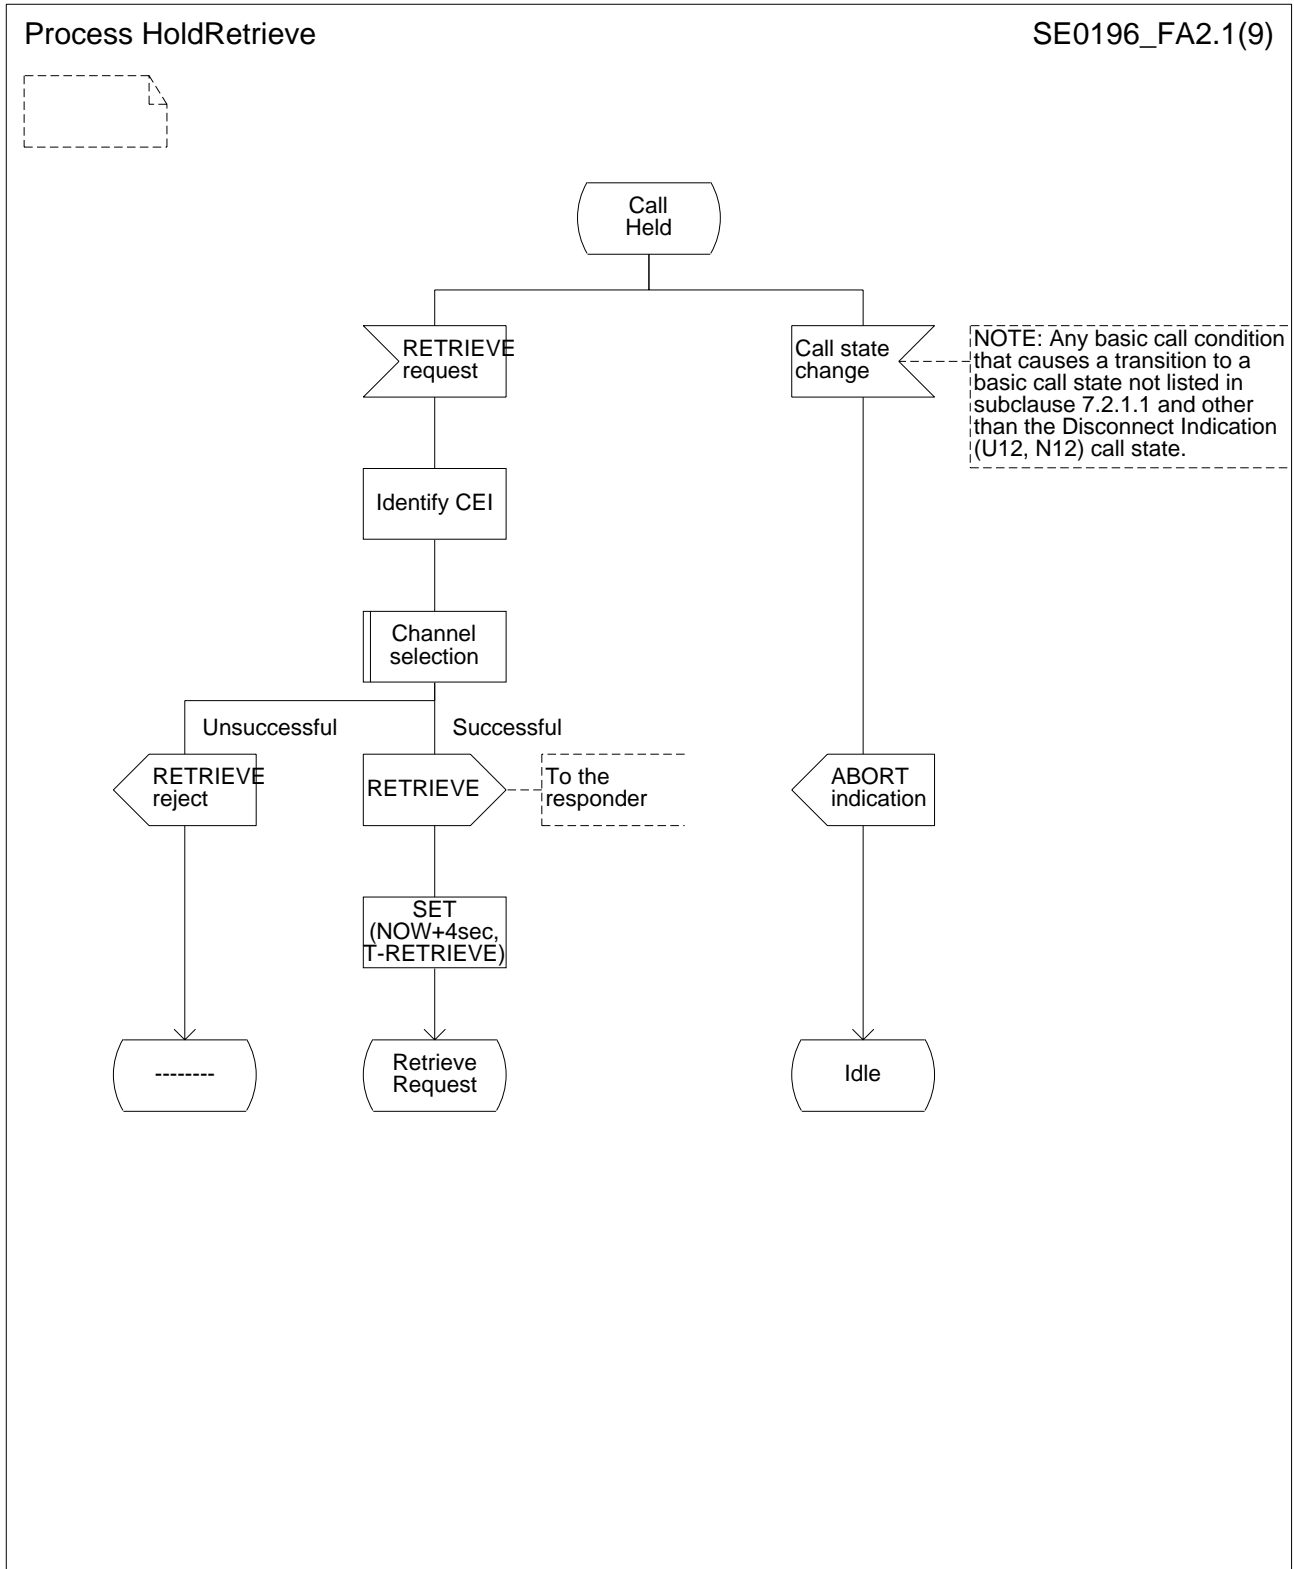 Process HoldRetrieve
SE0196_FA2.1(9)
Call
Held
RETRIEVE
request
Call state
change
NOTE: Any basic call condition
that causes a transition to a
basic call state not listed in
subclause 7.2.1.1 and other
than the Disconnect Indication
(U12, N12) call state.
Identify CEI
Channel
selection
Unsuccessful
Successful
RETRIEVE
reject
RETRIEVE
To the
responder
ABORT
indication
SET
(NOW+4sec,
T-RETRIEVE)
--------
Retrieve
Request
Idle